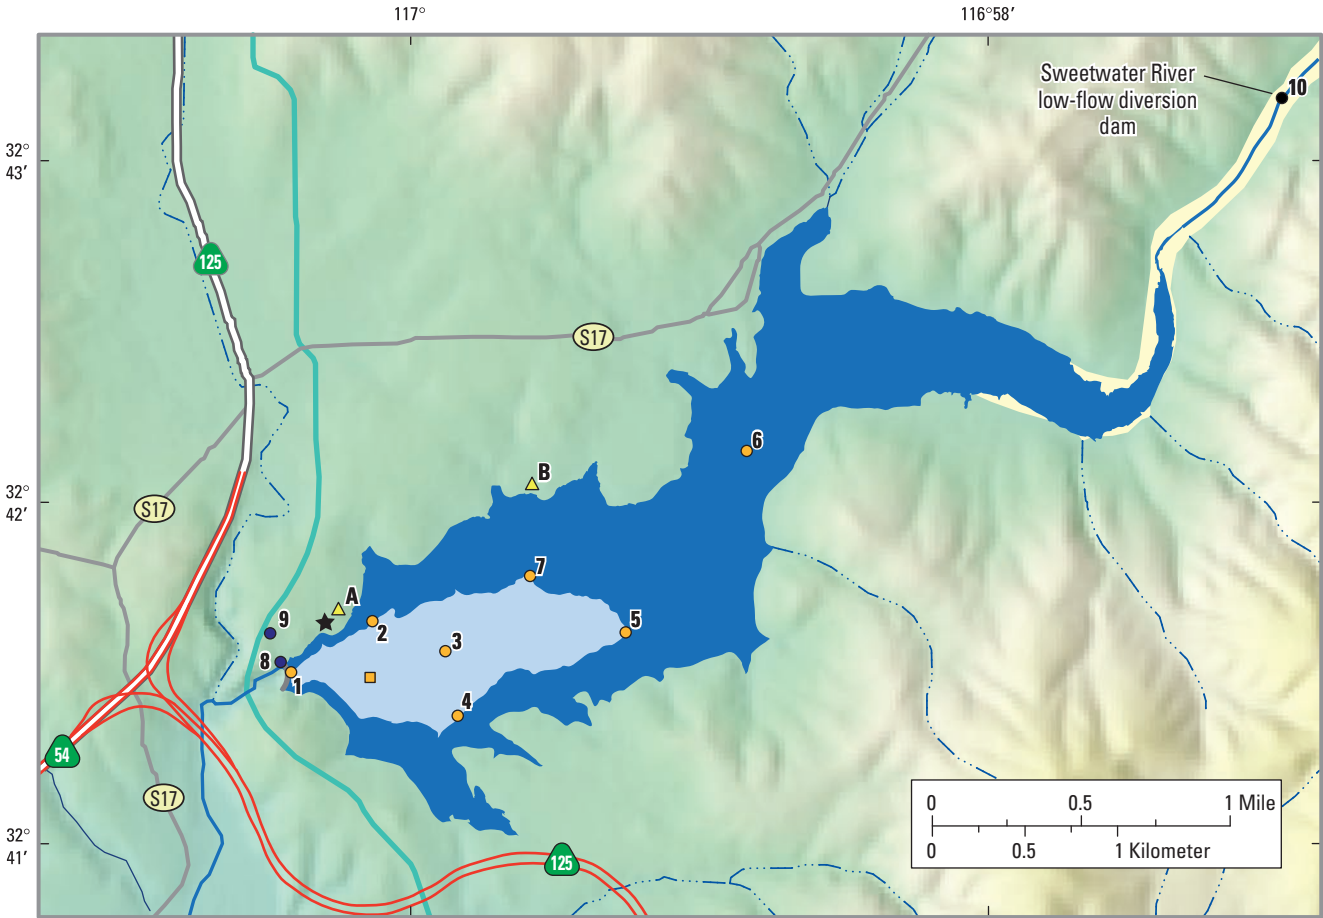 117°
116°58′
Sweetwater River
low-flow diversion
dam
10
32°
43′
125
S17
6
B
32°
42′
S17
7
A
9
2
5
3
8
1
4
54
S17
0
0.5
1 Mile
0
0.5
1 Kilometer
32°
41′
125